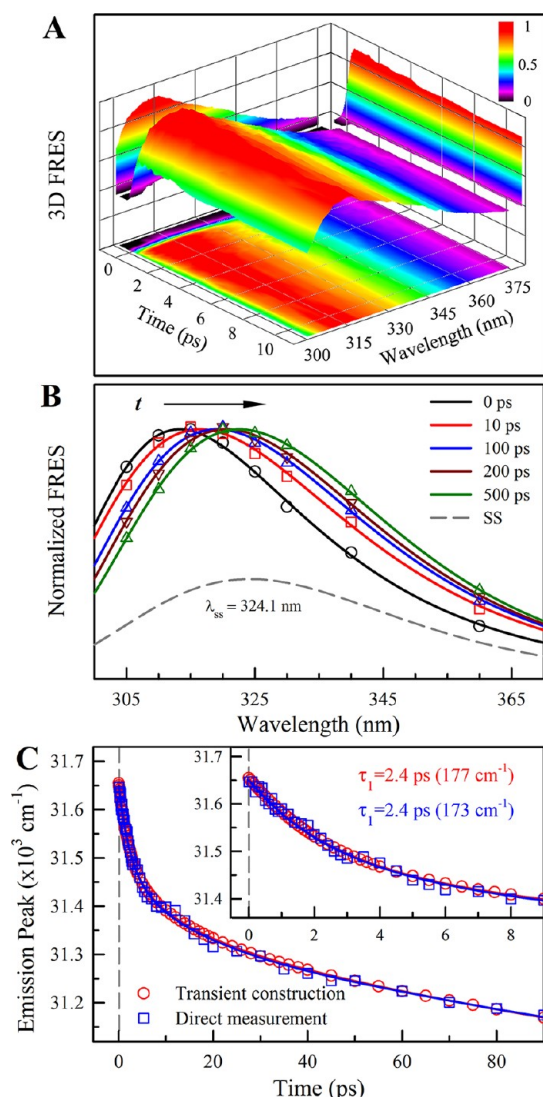 A
1
0.5
0
3D FRES
0
2
4
6
8
10
Time (ps)
300
315
330
345
360
375
Wavelength (nm)
B
t
0 ps
10 ps
100 ps
200 ps
500 ps
SS
λss = 324.1 nm
Normalized FRES
305
325
345
365
Wavelength (nm)
C
31.7
31.6
31.5
31.4
31.3
31.2
Emission Peak (x10³ cm⁻¹)
31.7
31.6
31.5
31.4
τ₁=2.4 ps (177 cm⁻¹)
τ₁=2.4 ps (173 cm⁻¹)
0
2
4
6
8
Transient construction
Direct measurement
0
20
40
60
80
Time (ps)